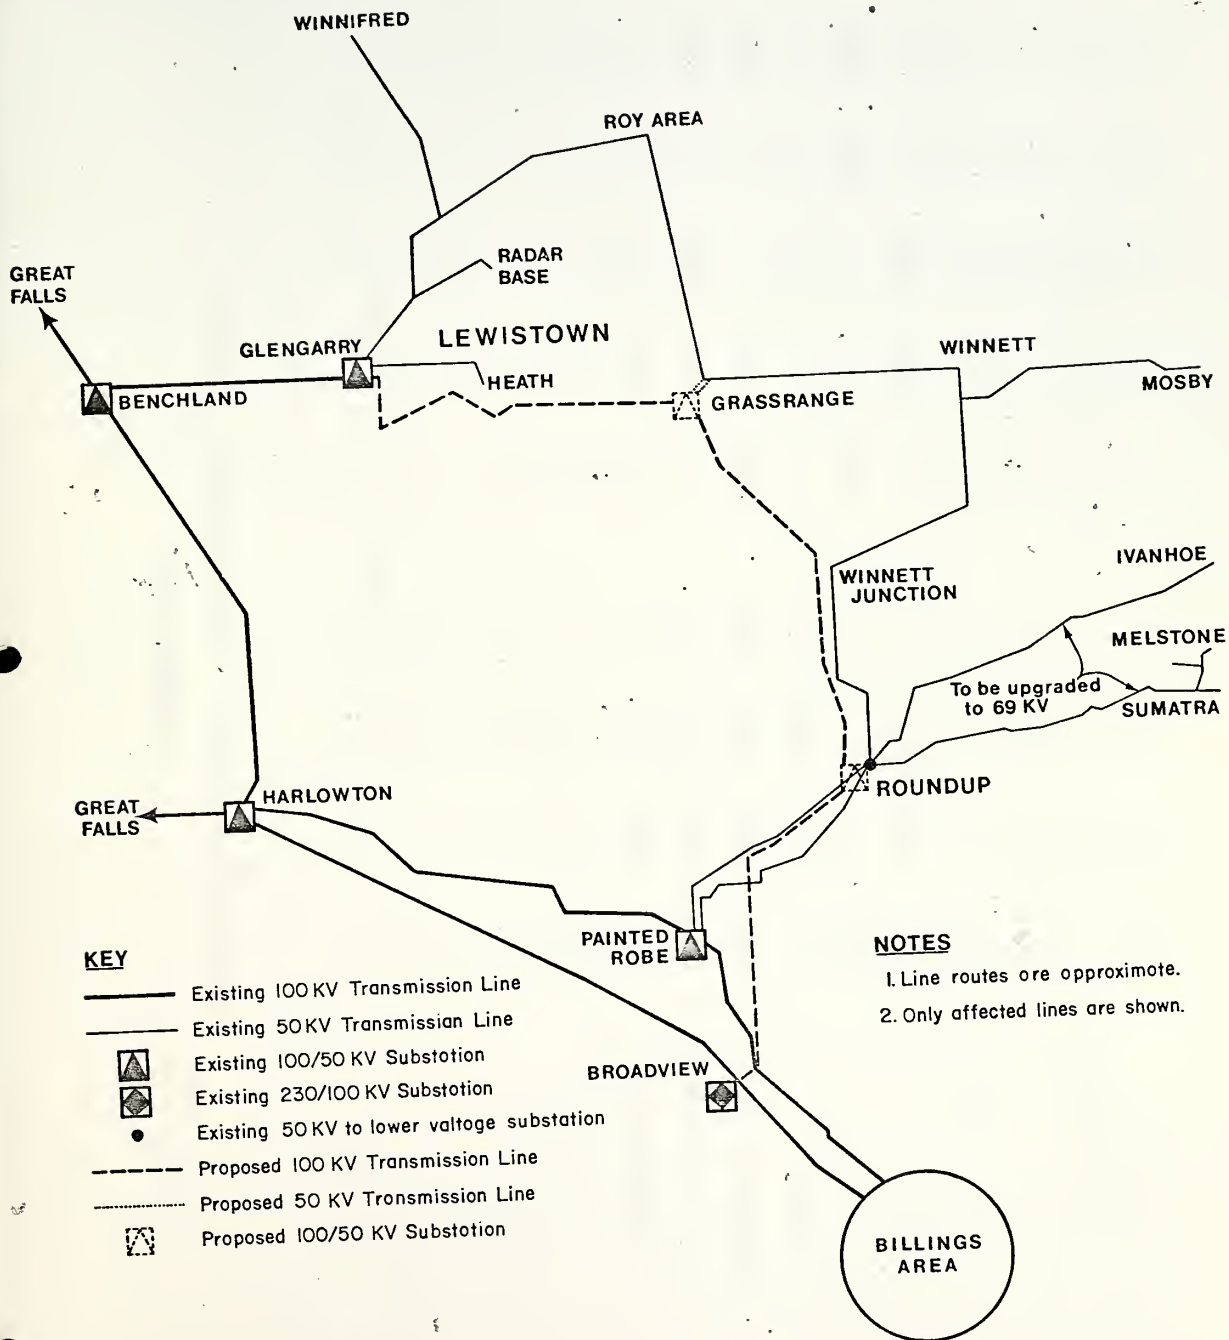 WINNIFRED
ROY AREA
RADAR
BASE
GREAT
FALLS
LEWISTOWN
GLENGARRY
WINNETT
HEATH
MOSBY
BENCHLAND
GRASSRANGE
IVANHOE
WINNETT
JUNCTION
MELSTONE
To be upgraded
to 69 KV
SUMATRA
ROUNDUP
HARLOWTON
GREAT
FALLS
PAINTED
ROBE
BROADVIEW
BILLINGS
AREA
KEY
Existing 100 KV Transmission Line
Existing 50 KV Transmissian Line
Existing 100/50 KV Substotion
Existing 230/100 KV Substotion
Existing 50 KV to lower valtoge substation
Proposed 100 KV Transmission Line
Proposed 50 KV Tronsmission Line
Proposed 100/50 KV Substotion
NOTES
1. Line routes ore opproximote.
2. Only affected lines are shown.